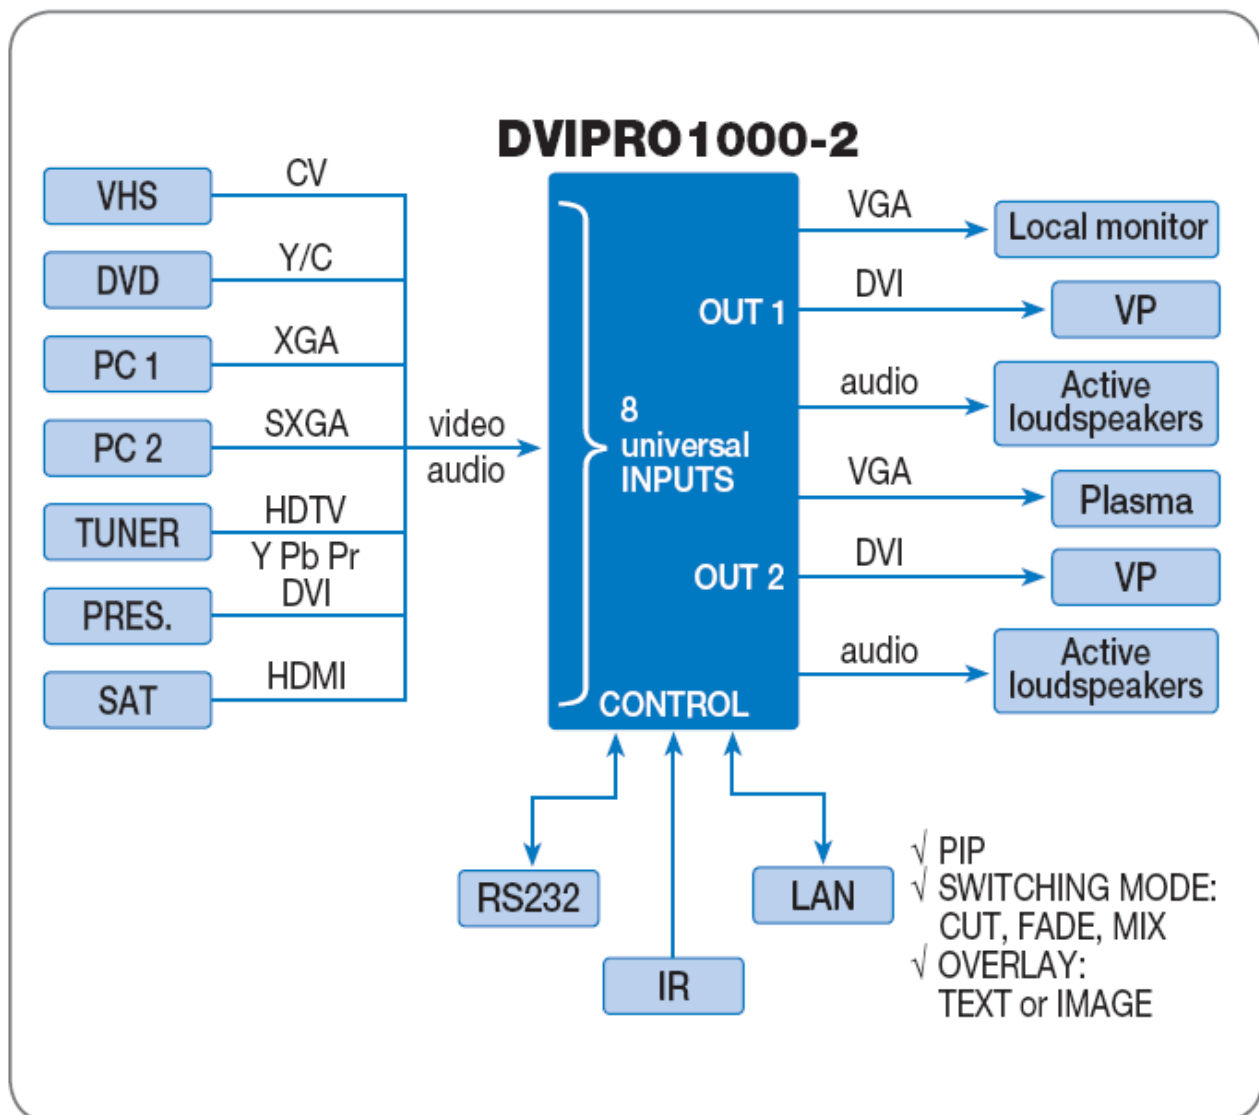 DVIPRO1000-2
VHS
CV
DVD
Y/C
PC 1
XGA
PC 2
SXGA
TUNER
HDTV
Y Pb Pr
PRES.
DVI
SAT
HDMI
video
audio
8
universal
INPUTS
OUT 1
OUT 2
CONTROL
VGA
Local monitor
DVI
VP
audio
Active
loudspeakers
VGA
Plasma
DVI
VP
audio
Active
loudspeakers
RS232
IR
LAN
√ PIP
√ SWITCHING MODE:
CUT, FADE, MIX
√ OVERLAY:
TEXT or IMAGE